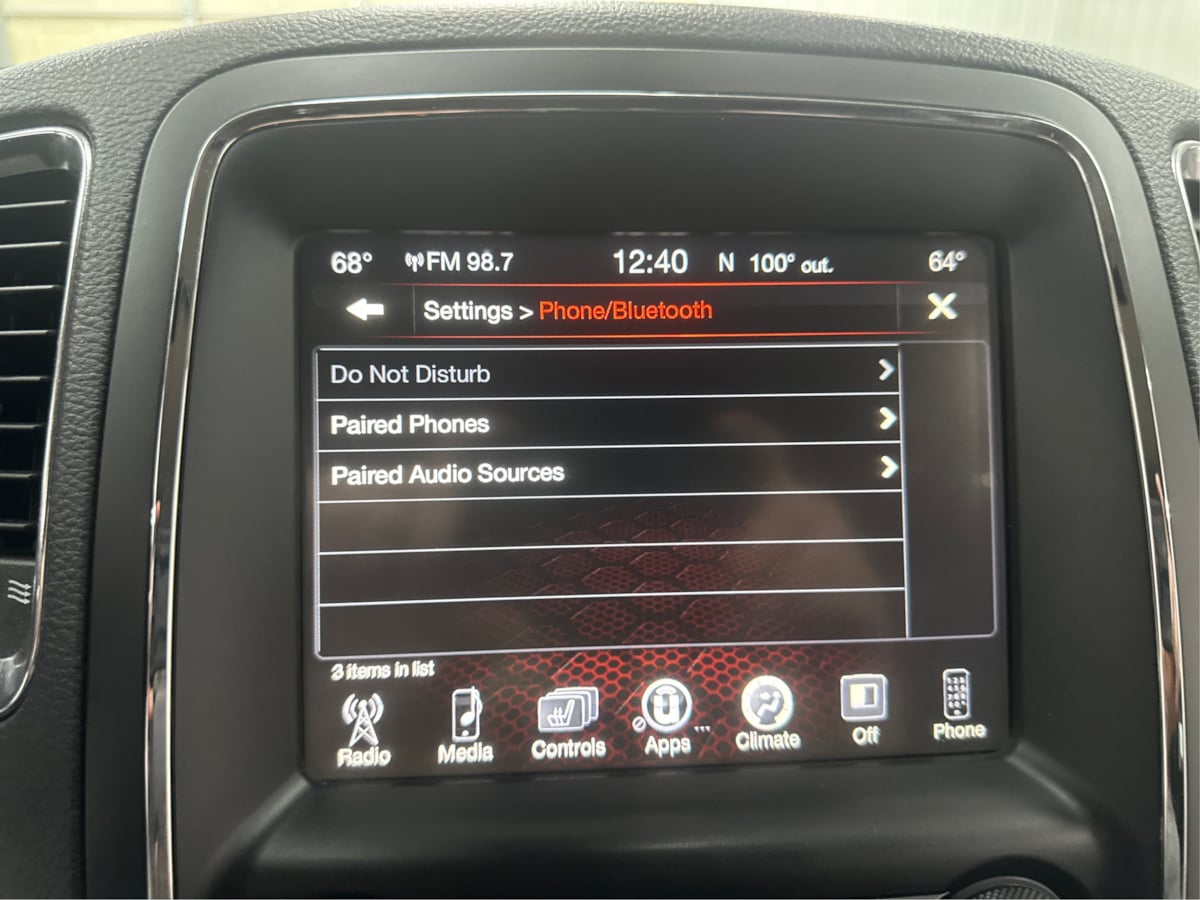 68° FM 98.7 12:40 N 100° out. 64°
Settings > Phone/Bluetooth
Do Not Disturb
Paired Phones
Paired Audio Sources
3 items in list
Radio Media Controls Apps ... Climate Off Phone